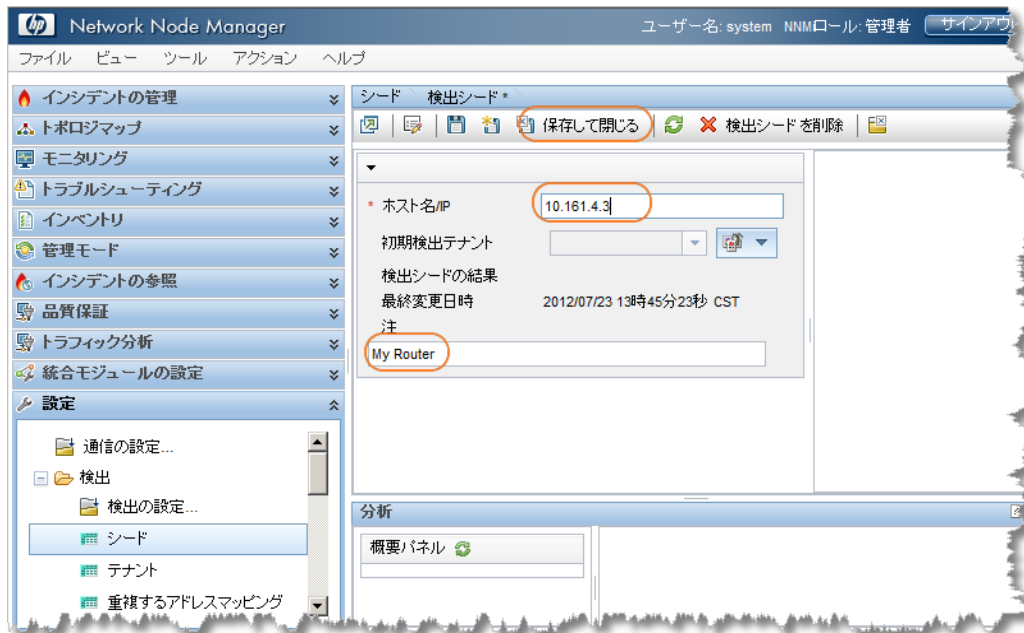 hp Network Node Manager ユーザー名: system NNMロール: 管理者 サインアウ
ファイル ビュー ツール アクション ヘルプ
インシデントの管理
トポロジマップ
モニタリング
トラブルシューティング
インベントリ
管理モード
インシデントの参照
品質保証
トラフィック分析
統合モジュールの設定
設定
通信の設定...
検出
検出の設定...
シード
テナント
重複するアドレスマッピング
シード 検出シード *
保存して閉じる 検出シードを削除
* ホスト名/IP 10.161.4.3
初期検出テナント
検出シードの結果
最終変更日時 2012/07/23 13時45分23秒 CST
注
My Router
分析
概要パネル